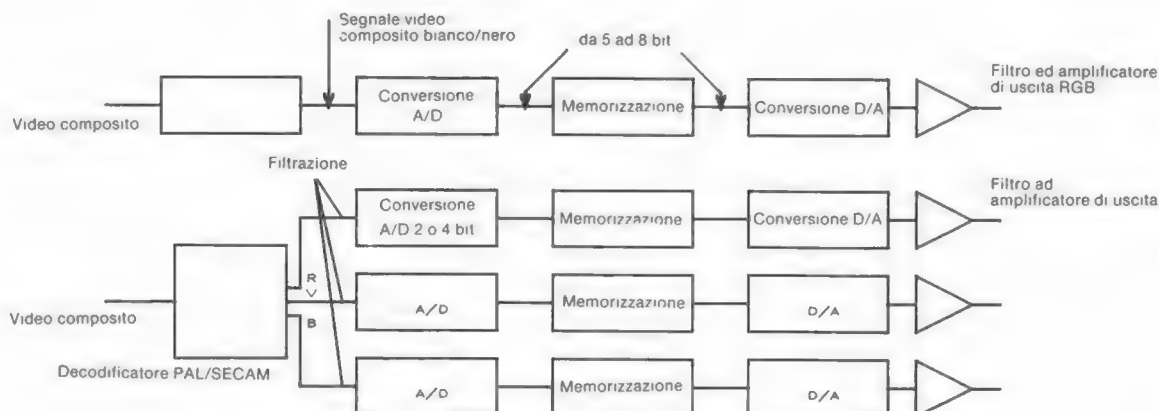 Segnale video
composito bianco/nero
da 5 ad 8 bit
Filtro ed amplificatore
di uscita RGB
Video composito
Conversione
A/D
Memorizzazione
Conversione D/A
Filtrazione
Filtro ad
amplificatore di uscita
Conversione
A/D 2 o 4 bit
Memorizzazione
Conversione D/A
R
V
B
Video composito
A/D
Memorizzazione
D/A
Decodificatore PAL/SECAM
A/D
Memorizzazione
D/A